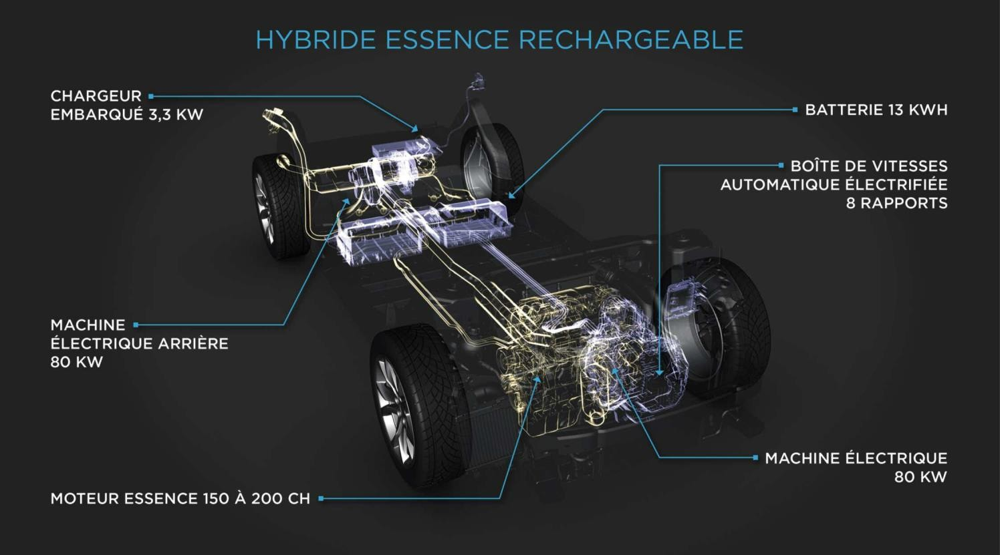 HYBRIDE ESSENCE RECHARGEABLE
CHARGEUR
EMBARQUÉ 3,3 KW
BATTERIE 13 KWH
BOÎTE DE VITESSES
AUTOMATIQUE ÉLECTRIFIÉE
8 RAPPORTS
MACHINE
ÉLECTRIQUE ARRIÈRE
80 KW
MACHINE ÉLECTRIQUE
80 KW
MOTEUR ESSENCE 150 À 200 CH